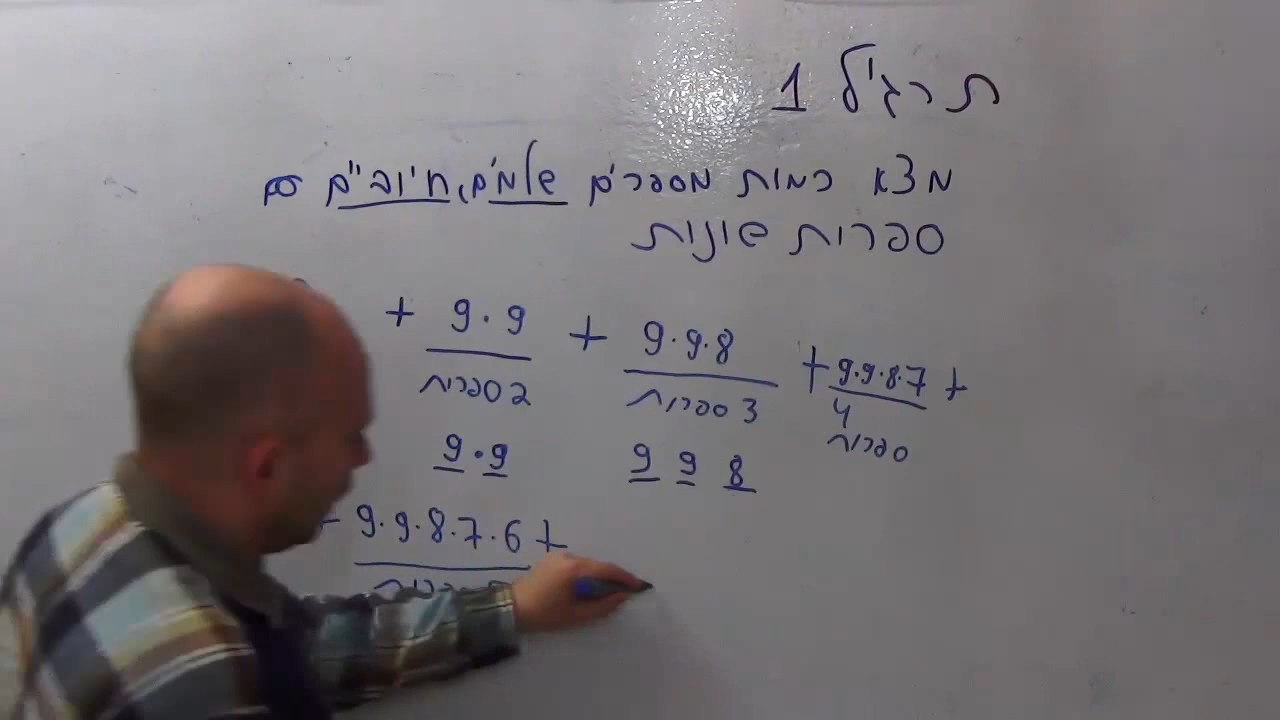 תרגיל 1
מצא כמות מספרים שלמים, חיוביים עם
ספרות שונות
+ 9·9 + 9·9·8 + 9·9·8·7 +
2 ספרות 3 ספרות 4 ספרות
9·9 9 9 8
9·9·8·7·6 +